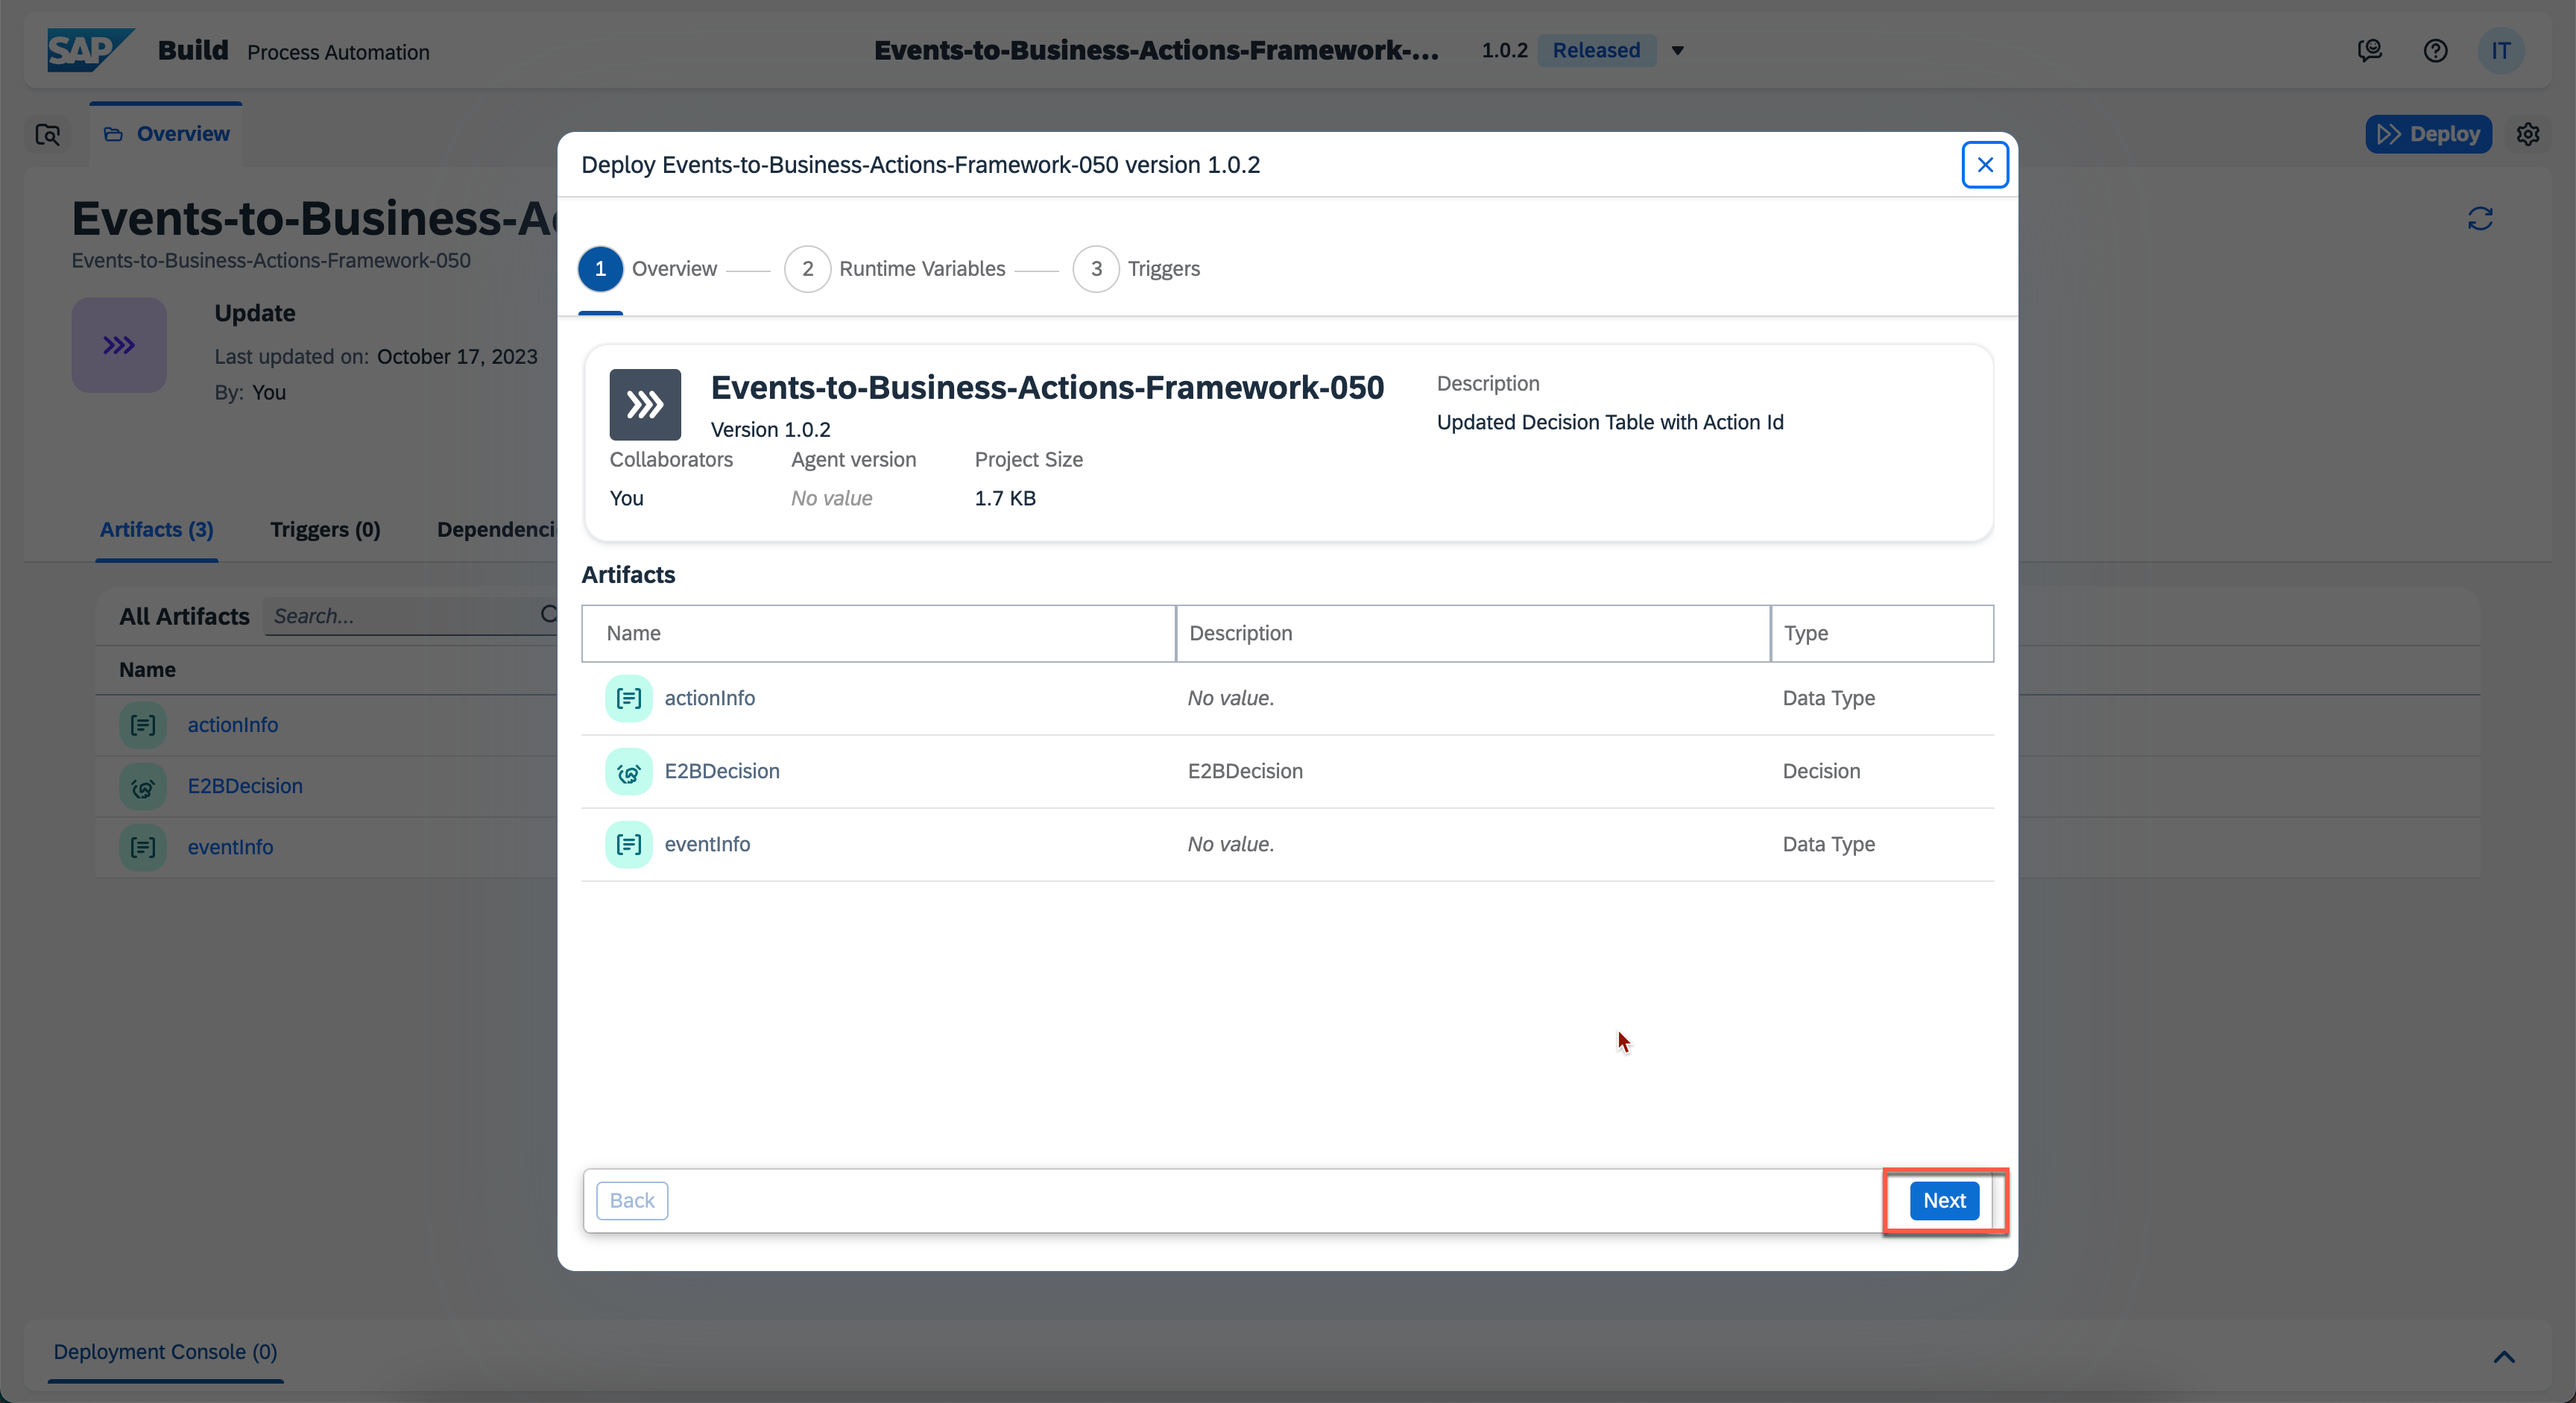 SAP Build Process Automation
Events-to-Business-Actions-Framework-... 1.0.2 Released
IT
Overview
Deploy
Events-to-Business-Ac
Events-to-Business-Actions-Framework-050
Update
Last updated on: October 17, 2023
By: You
Artifacts (3) Triggers (0) Dependenci
All Artifacts Search...
Name
actionInfo
E2BDecision
eventInfo
Deploy Events-to-Business-Actions-Framework-050 version 1.0.2
1 Overview 2 Runtime Variables 3 Triggers
Events-to-Business-Actions-Framework-050
Version 1.0.2
Description
Updated Decision Table with Action Id
Collaborators Agent version Project Size
You No value 1.7 KB
Artifacts
Name Description Type
actionInfo No value. Data Type
E2BDecision E2BDecision Decision
eventInfo No value. Data Type
Back Next
Deployment Console (0)